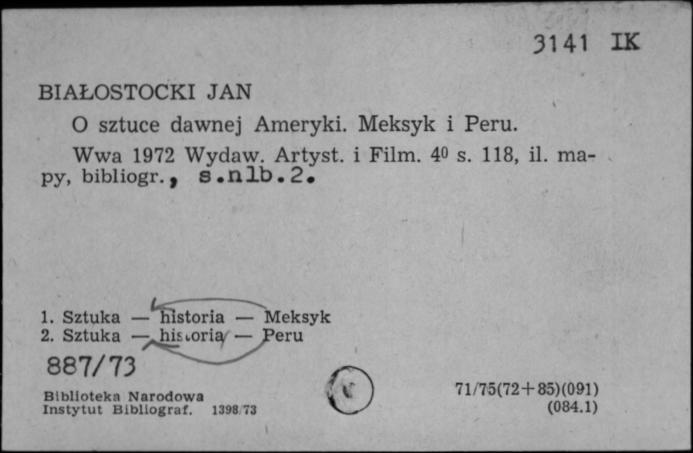 3141 IK
BIAŁOSTOCKI JAN
O sztuce dawnej Ameryki. Meksyk i Peru.
Wwa 1972 Wydaw. Artyst. i Film. 4⁰ s. 118, il. ma-
py, bibliogr., s.nlb.2.
1. Sztuka — historia — Meksyk
2. Sztuka — historia — Peru
887/73
Biblioteka Narodowa
Instytut Bibliograf. 1398/73
71/75(72+85)(091)
(084.1)